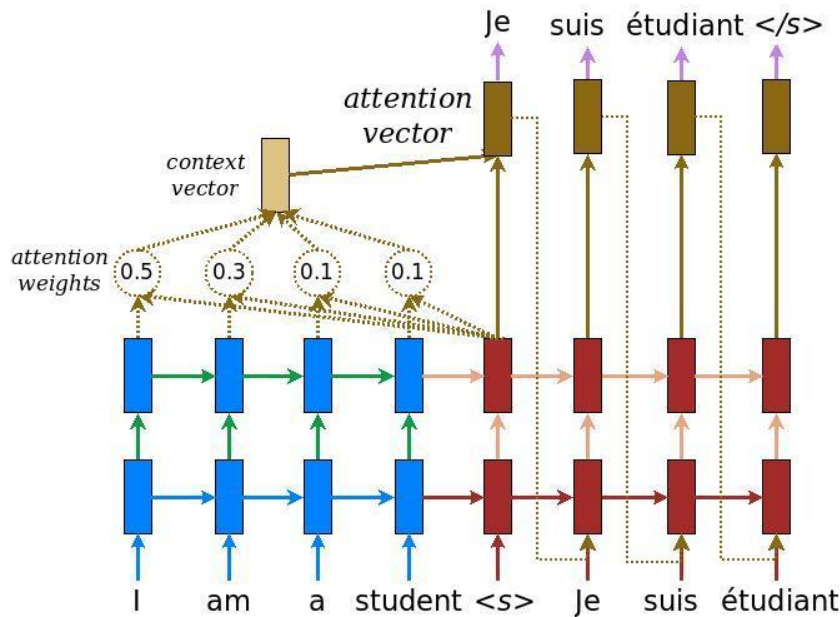 Je suis étudiant </s>
attention
vector
context
vector
attention
weights
0.5 0.3 0.1 0.1
I am a student <s> Je suis étudiant